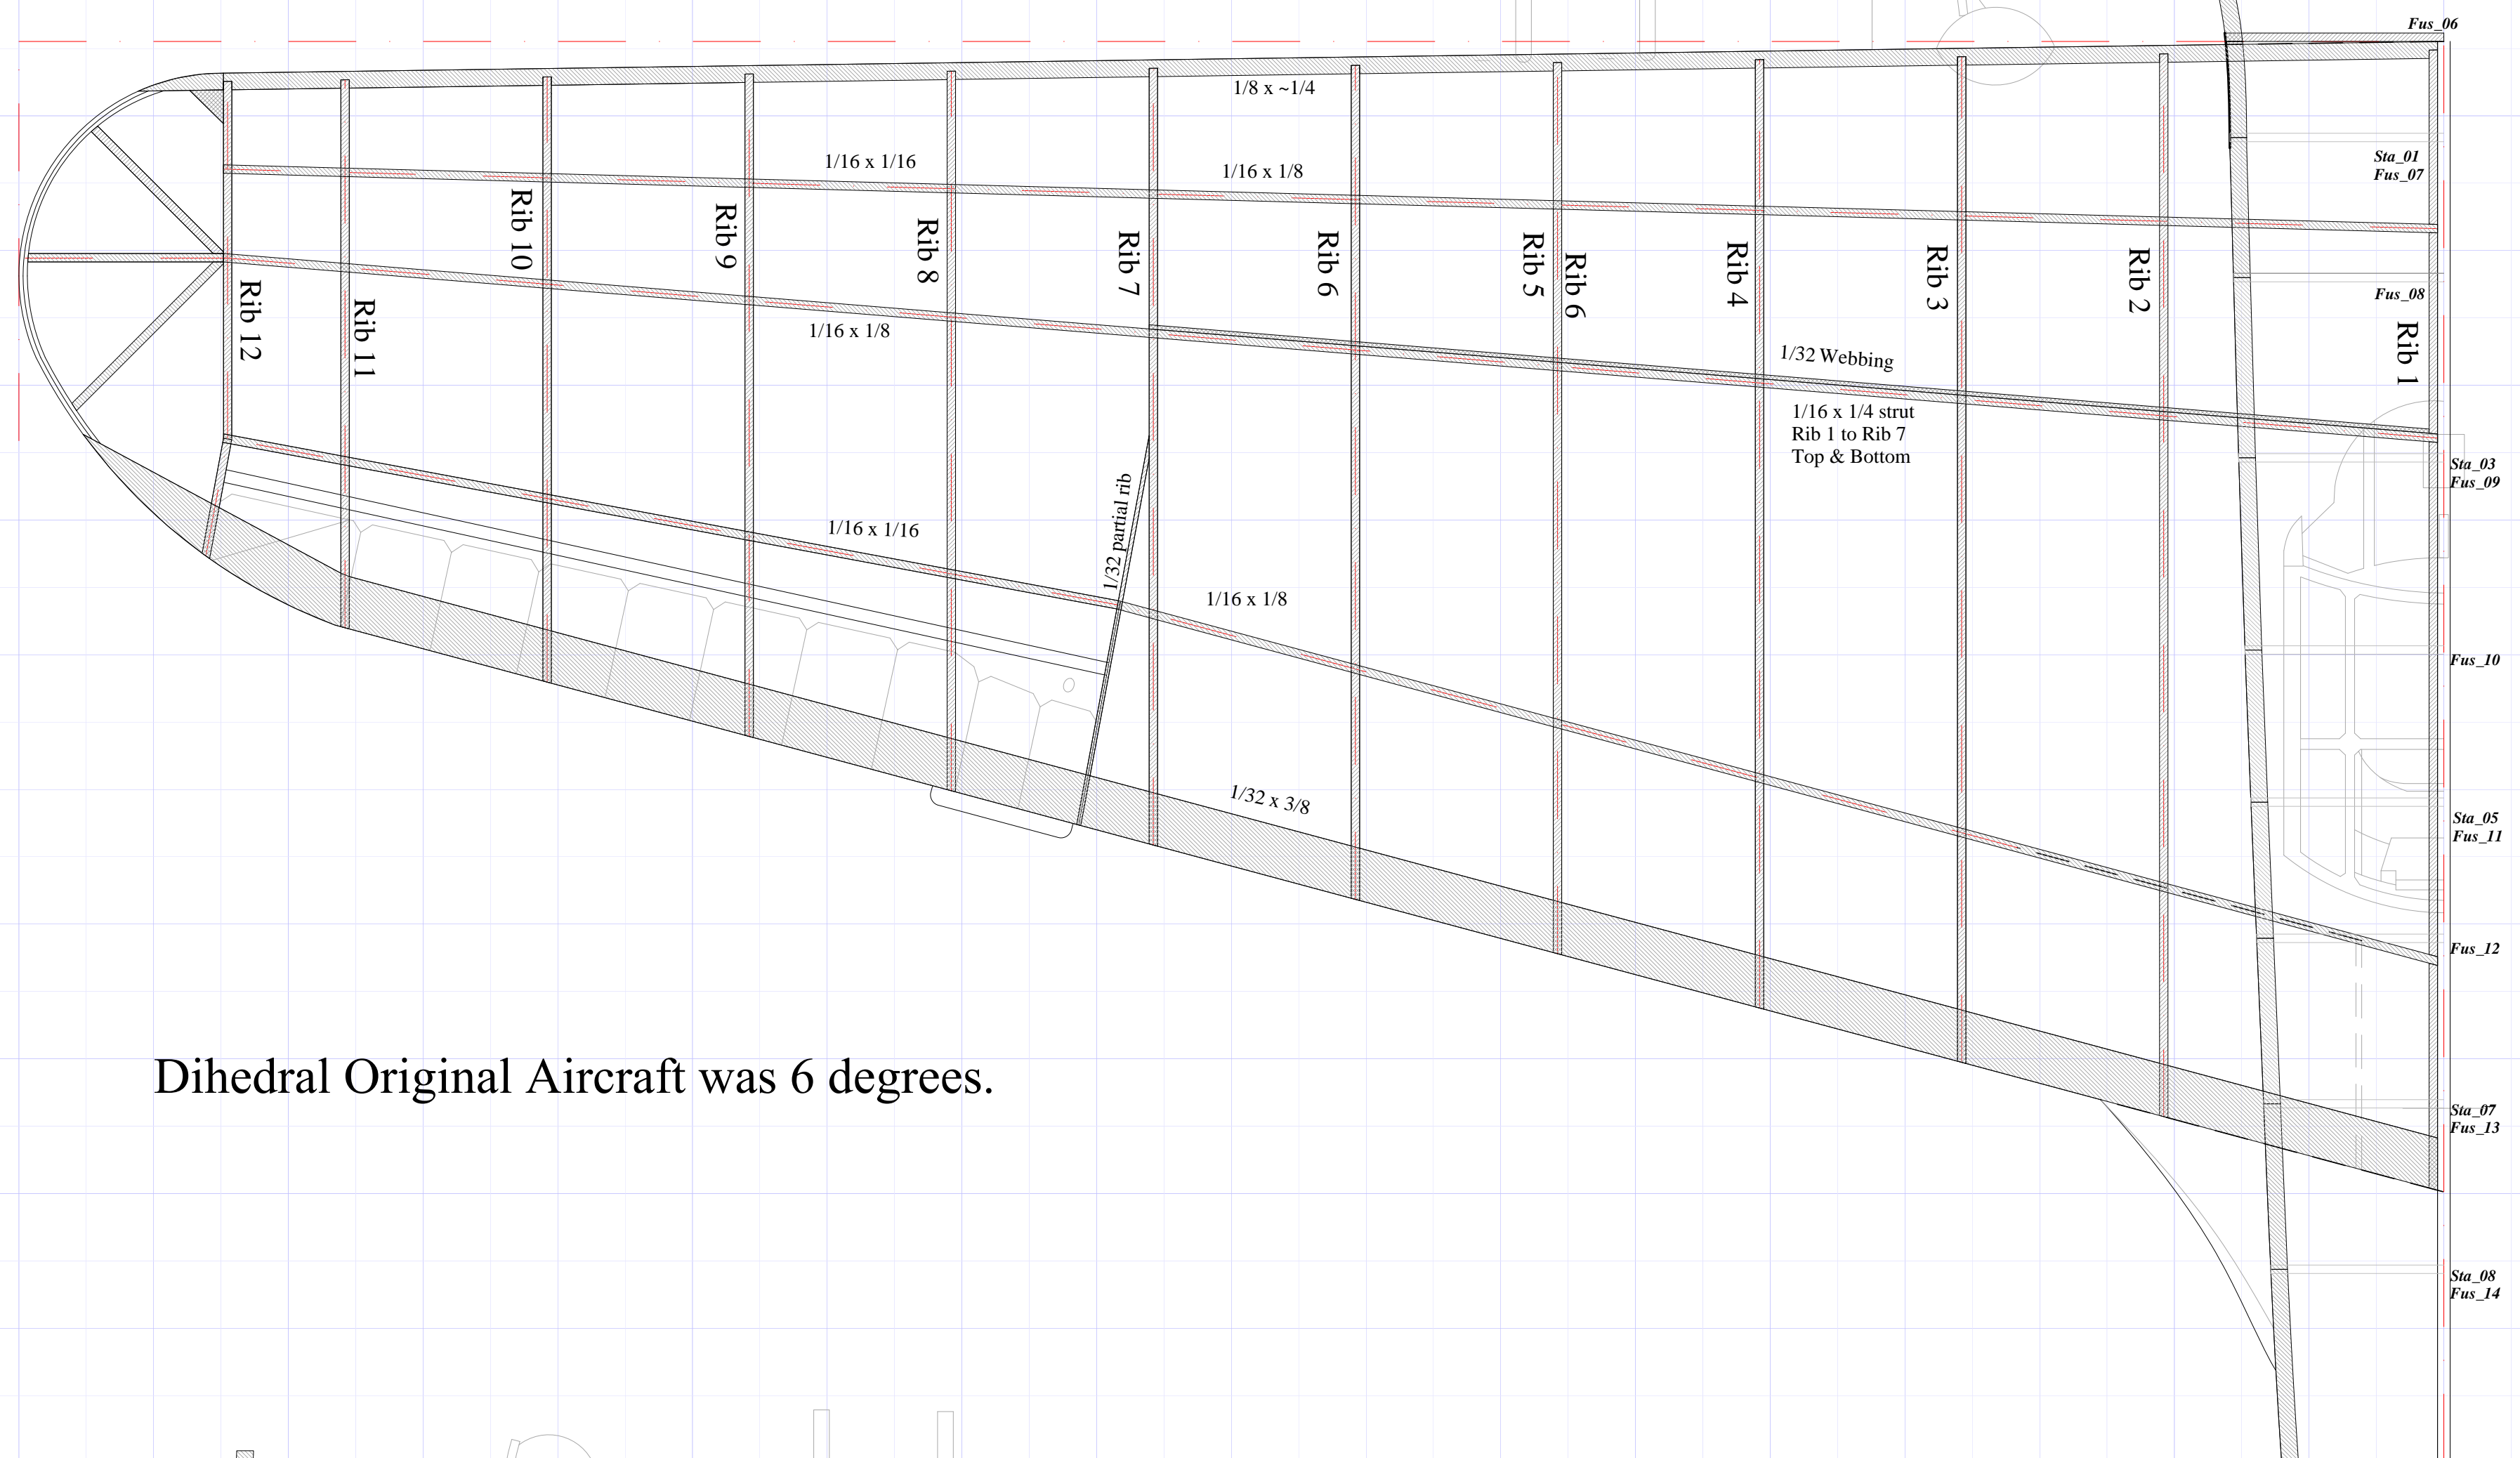 Fus_06
1/8 x ~1/4
1/16 x 1/16
1/16 x 1/8
Sta_01
Fus_07
Rib 12
Rib 11
Rib 10
Rib 9
Rib 8
Rib 7
Rib 6
Rib 5
Rib 6
Rib 4
Rib 3
Rib 2
Rib 1
Fus_08
1/16 x 1/8
1/32 Webbing
1/16 x 1/4 strut
Rib 1 to Rib 7
Top & Bottom
Sta_03
Fus_09
1/16 x 1/16
1/32 partial rib
1/16 x 1/8
Fus_10
1/32 x 3/8
Sta_05
Fus_11
Fus_12
Dihedral Original Aircraft was 6 degrees.
Sta_07
Fus_13
Sta_08
Fus_14